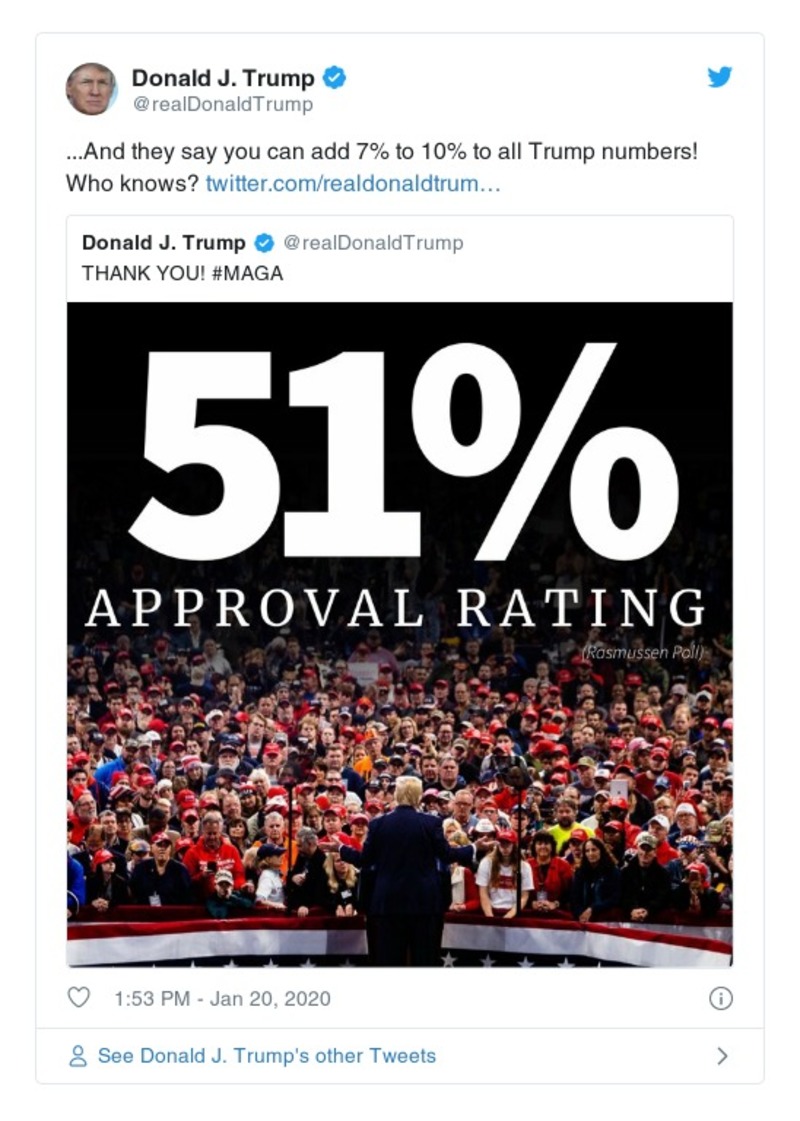 Donald J. Trump
@realDonaldTrump
...And they say you can add 7% to 10% to all Trump numbers!
Who knows? twitter.com/realdonaldtrum…
Donald J. Trump @realDonaldTrump
THANK YOU! #MAGA
51%
APPROVAL RATING
(Rasmussen Poll)
1:53 PM - Jan 20, 2020
See Donald J. Trump's other Tweets